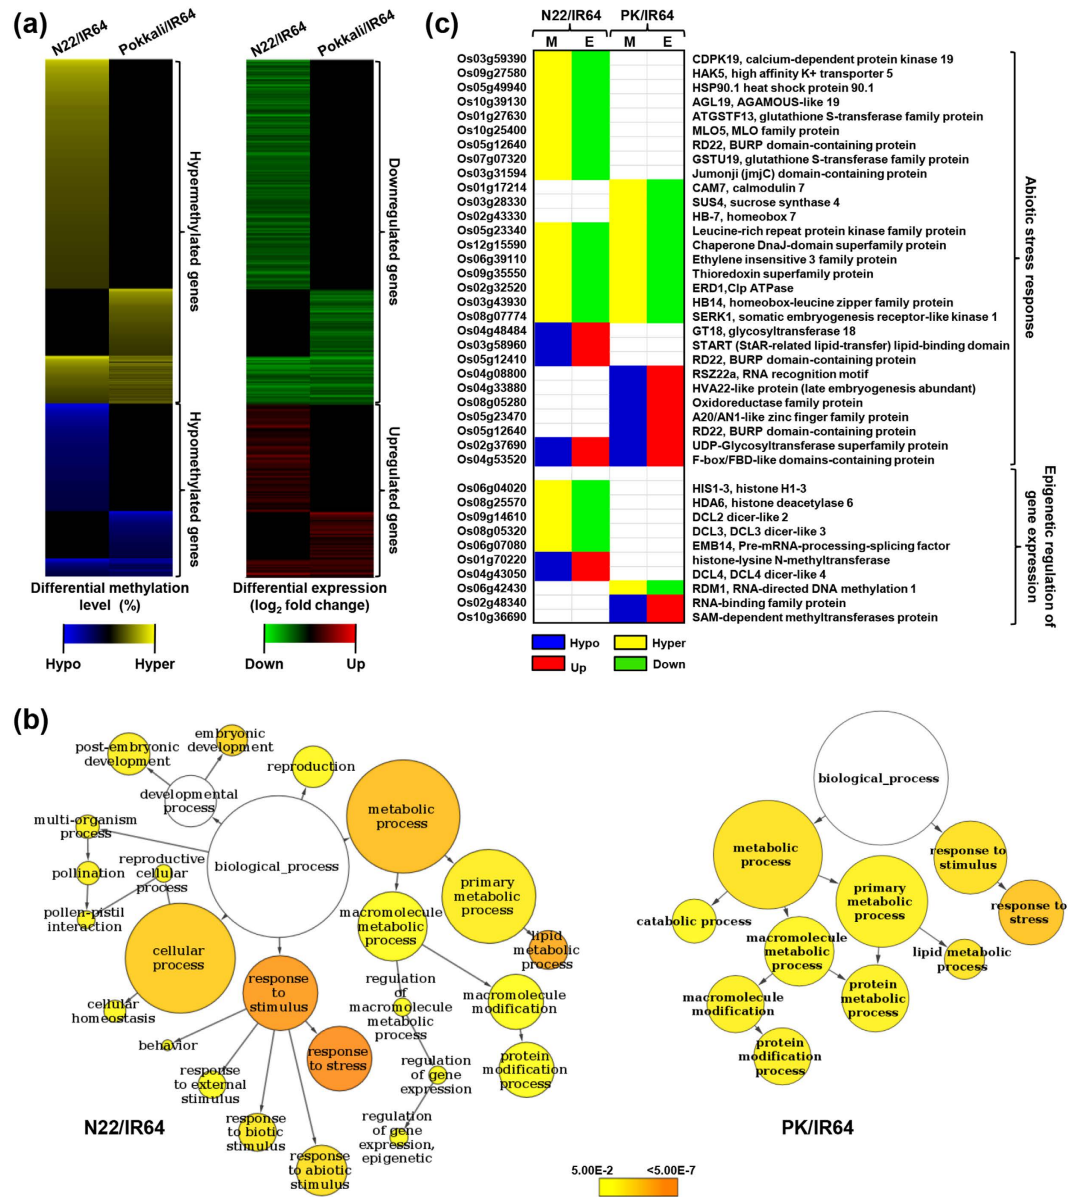 (a)
N22/IR64
Pokkali/IR64
N22/IR64
Pokkali/IR64
Hypermethylated genes
Hypomethylated genes
Downregulated genes
Upregulated genes
Differential methylation
level (%)
Hypo
Hyper
Differential expression
(log2 fold change)
Down
Up
(c)
N22/IR64 PK/IR64
M E M E
Os03g59390 CDPK19, calcium-dependent protein kinase 19
Os09g27580 HAK5, high affinity K+ transporter 5
Os05g49940 HSP90.1 heat shock protein 90.1
Os10g39130 AGL19, AGAMOUS-like 19
Os01g27630 ATGSTF13, glutathione S-transferase family protein
Os10g25400 MLO5, MLO family protein
Os05g12640 RD22, BURP domain-containing protein
Os07g07320 GSTU19, glutathione S-transferase family protein
Os03g31594 Jumonji (jmjC) domain-containing protein
Os01g17214 CAM7, calmodulin 7
Os03g28330 SUS4, sucrose synthase 4
Os02g43330 HB-7, homeobox 7
Os05g23340 Leucine-rich repeat protein kinase family protein
Os12g15590 Chaperone DnaJ-domain superfamily protein
Os06g39110 Ethylene insensitive 3 family protein
Os09g35550 Thioredoxin superfamily protein
Os02g32520 ERD1,Clp ATPase
Os03g43930 HB14, homeobox-leucine zipper family protein
Os08g07774 SERK1, somatic embryogenesis receptor-like kinase 1
Os04g48484 GT18, glycosyltransferase 18
Os03g58960 START (StAR-related lipid-transfer) lipid-binding domain
Os05g12410 RD22, BURP domain-containing protein
Os04g08800 RSZ22a, RNA recognition motif
Os04g33880 HVA22-like protein (late embryogenesis abundant)
Os08g05280 Oxidoreductase family protein
Os05g23470 A20/AN1-like zinc finger family protein
Os05g12640 RD22, BURP domain-containing protein
Os02g37690 UDP-Glycosyltransferase superfamily protein
Os04g53520 F-box/FBD-like domains-containing protein
Os06g04020 HIS1-3, histone H1-3
Os08g25570 HDA6, histone deacetylase 6
Os09g14610 DCL2 dicer-like 2
Os08g05320 DCL3, DCL3 dicer-like 3
Os06g07080 EMB14, Pre-mRNA-processing-splicing factor
Os01g70220 histone-lysine N-methyltransferase
Os04g43050 DCL4, DCL4 dicer-like 4
Os06g42430 RDM1, RNA-directed DNA methylation 1
Os02g48340 RNA-binding family protein
Os10g36690 SAM-dependent methyltransferases protein
Abiotic stress response
Epigenetic regulation of
gene expression
Hypo
Hyper
Up
Down
(b)
post-embryonic
development
embryonic
development
reproduction
developmental
process
multi-organism
process
reproductive
cellular
process
pollination
pollen-pistil
interaction
biological_process
metabolic
process
primary
metabolic
process
macromolecule
metabolic
process
lipid
metabolic
process
cellular
process
cellular
homeostasis
response
to
stimulus
regulation
of
macromolecule
metabolic
process
macromolecule
modification
behavior
response
to stress
response
to external
stimulus
regulation
of gene
expression
protein
modification
process
response
to biotic
stimulus
regulation
of gene
expression,
epigenetic
response
to abiotic
stimulus
N22/IR64
biological_process
metabolic
process
response to
stimulus
primary
metabolic
process
response to
stress
catabolic process
macromolecule
metabolic
process
lipid metabolic
process
macromolecule
modification
protein
metabolic
process
protein
modification
process
PK/IR64
5.00E-2 <5.00E-7